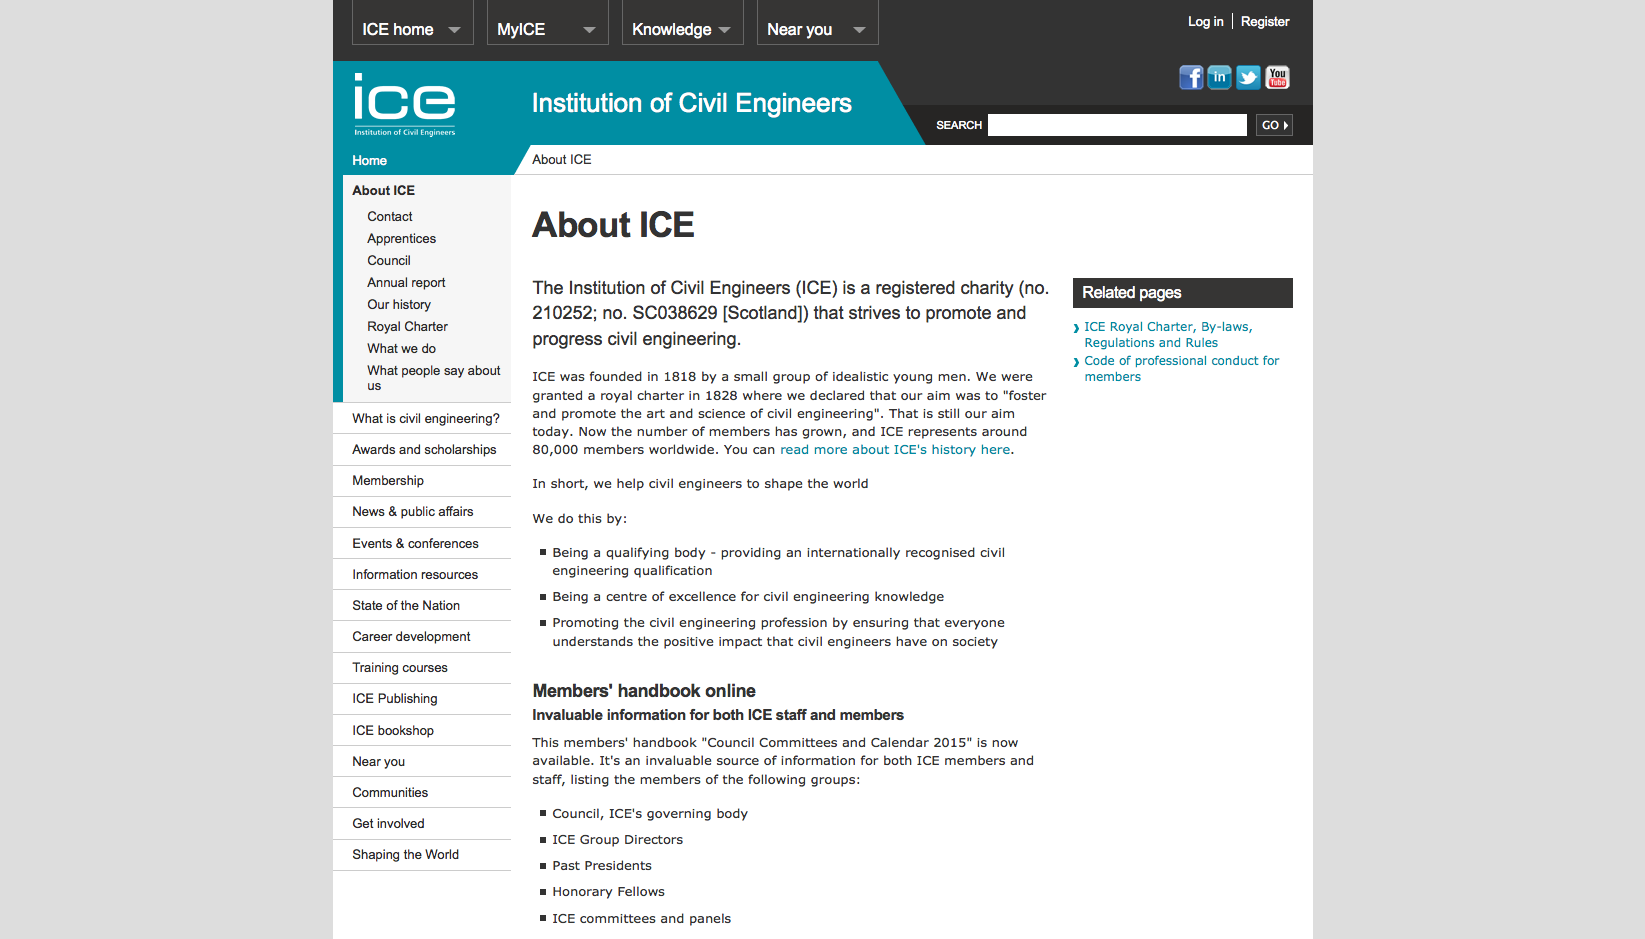 ICE home
MyICE
Knowledge
Near you
Log in
Register
You
Tube
in
ice
Institution of Civil Engineers
Institution of Civil Engineers
SEARCH
GO
Home
About ICE
About ICE
Contact
Apprentices
Council
Annual report
Our history
Royal Charter
What we do
What people say about
us
What is civil engineering?
Awards and scholarships
Membership
News & public affairs
Events & conferences
Information resources
State of the Nation
Career development
Training courses
ICE Publishing
ICE bookshop
Near you
Communities
Get involved
Shaping the World
About ICE
The Institution of Civil Engineers (ICE) is a registered charity (no.
210252; no. SC038629 [Scotland]) that strives to promote and
progress civil engineering.
ICE was founded in 1818 by a small group of idealistic young men. We were
granted a royal charter in 1828 where we declared that our aim was to "foster
and promote the art and science of civil engineering". That is still our aim
today. Now the number of members has grown, and ICE represents around
80,000 members worldwide. You can read more about ICE's history here.
In short, we help civil engineers to shape the world
We do this by:
Being a qualifying body - providing an internationally recognised civil
engineering qualification
Being a centre of excellence for civil engineering knowledge
Promoting the civil engineering profession by ensuring that everyone
understands the positive impact that civil engineers have on society
Members' handbook online
Invaluable information for both ICE staff and members
This members' handbook "Council Committees and Calendar 2015" is now
available. It's an invaluable source of information for both ICE members and
staff, listing the members of the following groups:
Council, ICE's governing body
ICE Group Directors
Past Presidents
Honorary Fellows
ICE committees and panels
Related pages
ICE Royal Charter, By-laws,
Regulations and Rules
Code of professional conduct for
members